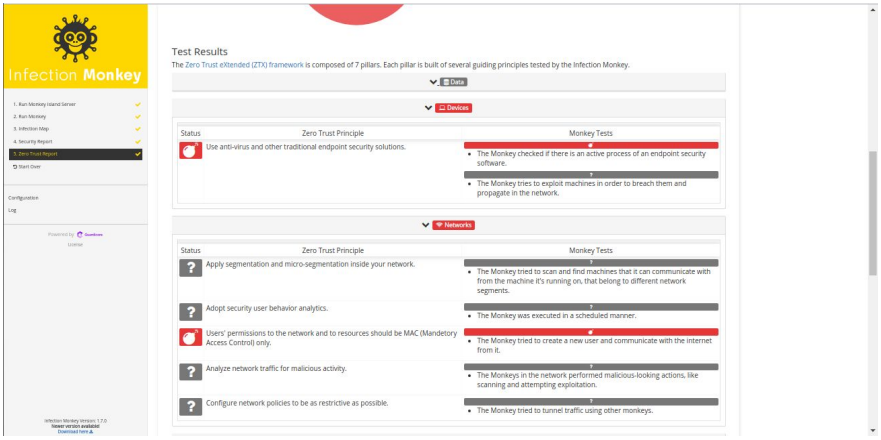 Infection Monkey
1. Run Monkey Island Server
2. Run Monkey
3. Infection Map
4. Security Report
5. Zero Trust Report
Start Over
Configuration
Log
Powered by Guardicore
License
Infection Monkey Version: 1.7.0
Newer version available!
Download here
Test Results
The Zero Trust eXtended (ZTX) framework is composed of 7 pillars. Each pillar is built of several guiding principles tested by the Infection Monkey.
Data
Devices
Status Zero Trust Principle Monkey Tests
Use anti-virus and other traditional endpoint security solutions.
• The Monkey checked if there is an active process of an endpoint security
software.
?
• The Monkey tries to exploit machines in order to breach them and
propagate in the network.
Networks
Status Zero Trust Principle Monkey Tests
? Apply segmentation and micro-segmentation inside your network.
?
• The Monkey tried to scan and find machines that it can communicate with
from the machine it's running on, that belong to different network
segments.
? Adopt security user behavior analytics.
?
• The Monkey was executed in a scheduled manner.
Users' permissions to the network and to resources should be MAC (Mandetory
Access Control) only.
• The Monkey tried to create a new user and communicate with the internet
from it.
? Analyze network traffic for malicious activity.
?
• The Monkeys in the network performed malicious-looking actions, like
scanning and attempting exploitation.
? Configure network policies to be as restrictive as possible.
?
• The Monkey tried to tunnel traffic using other monkeys.